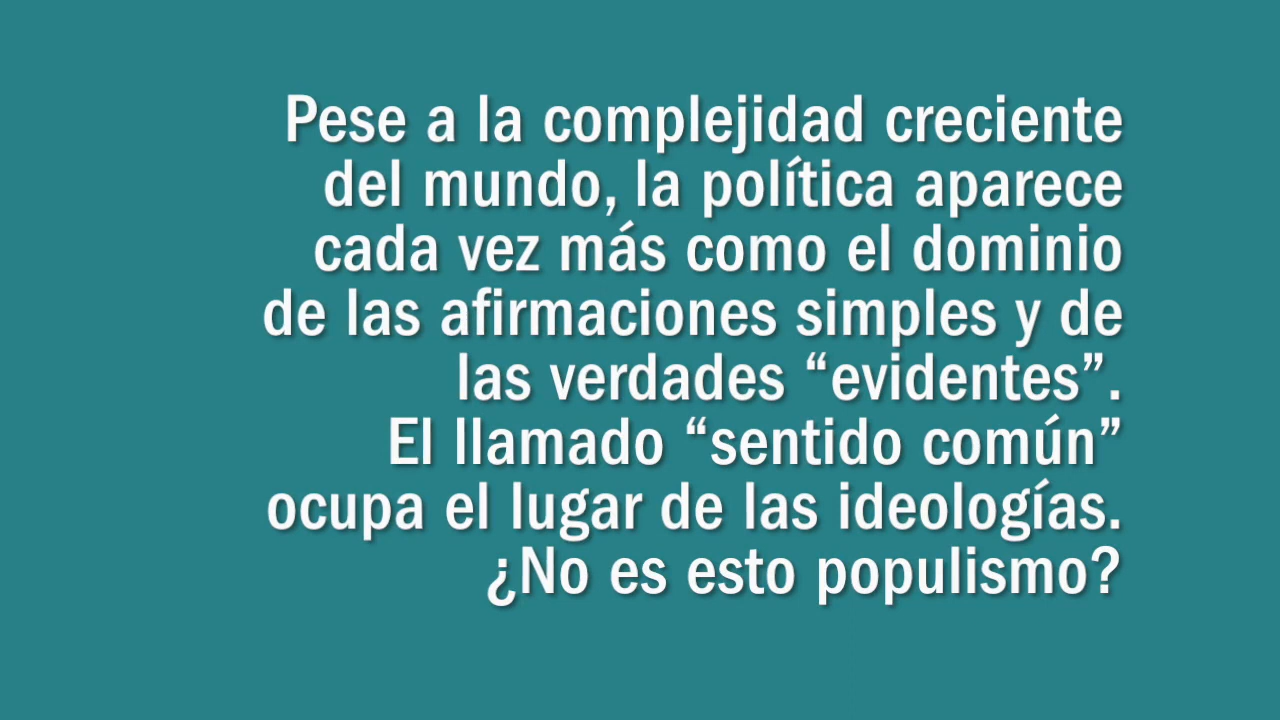 Pese a la complejidad creciente
del mundo, la política aparece
cada vez más como el dominio
de las afirmaciones simples y de
las verdades “evidentes”.
El llamado “sentido común”
ocupa el lugar de las ideologías.
¿No es esto populismo?